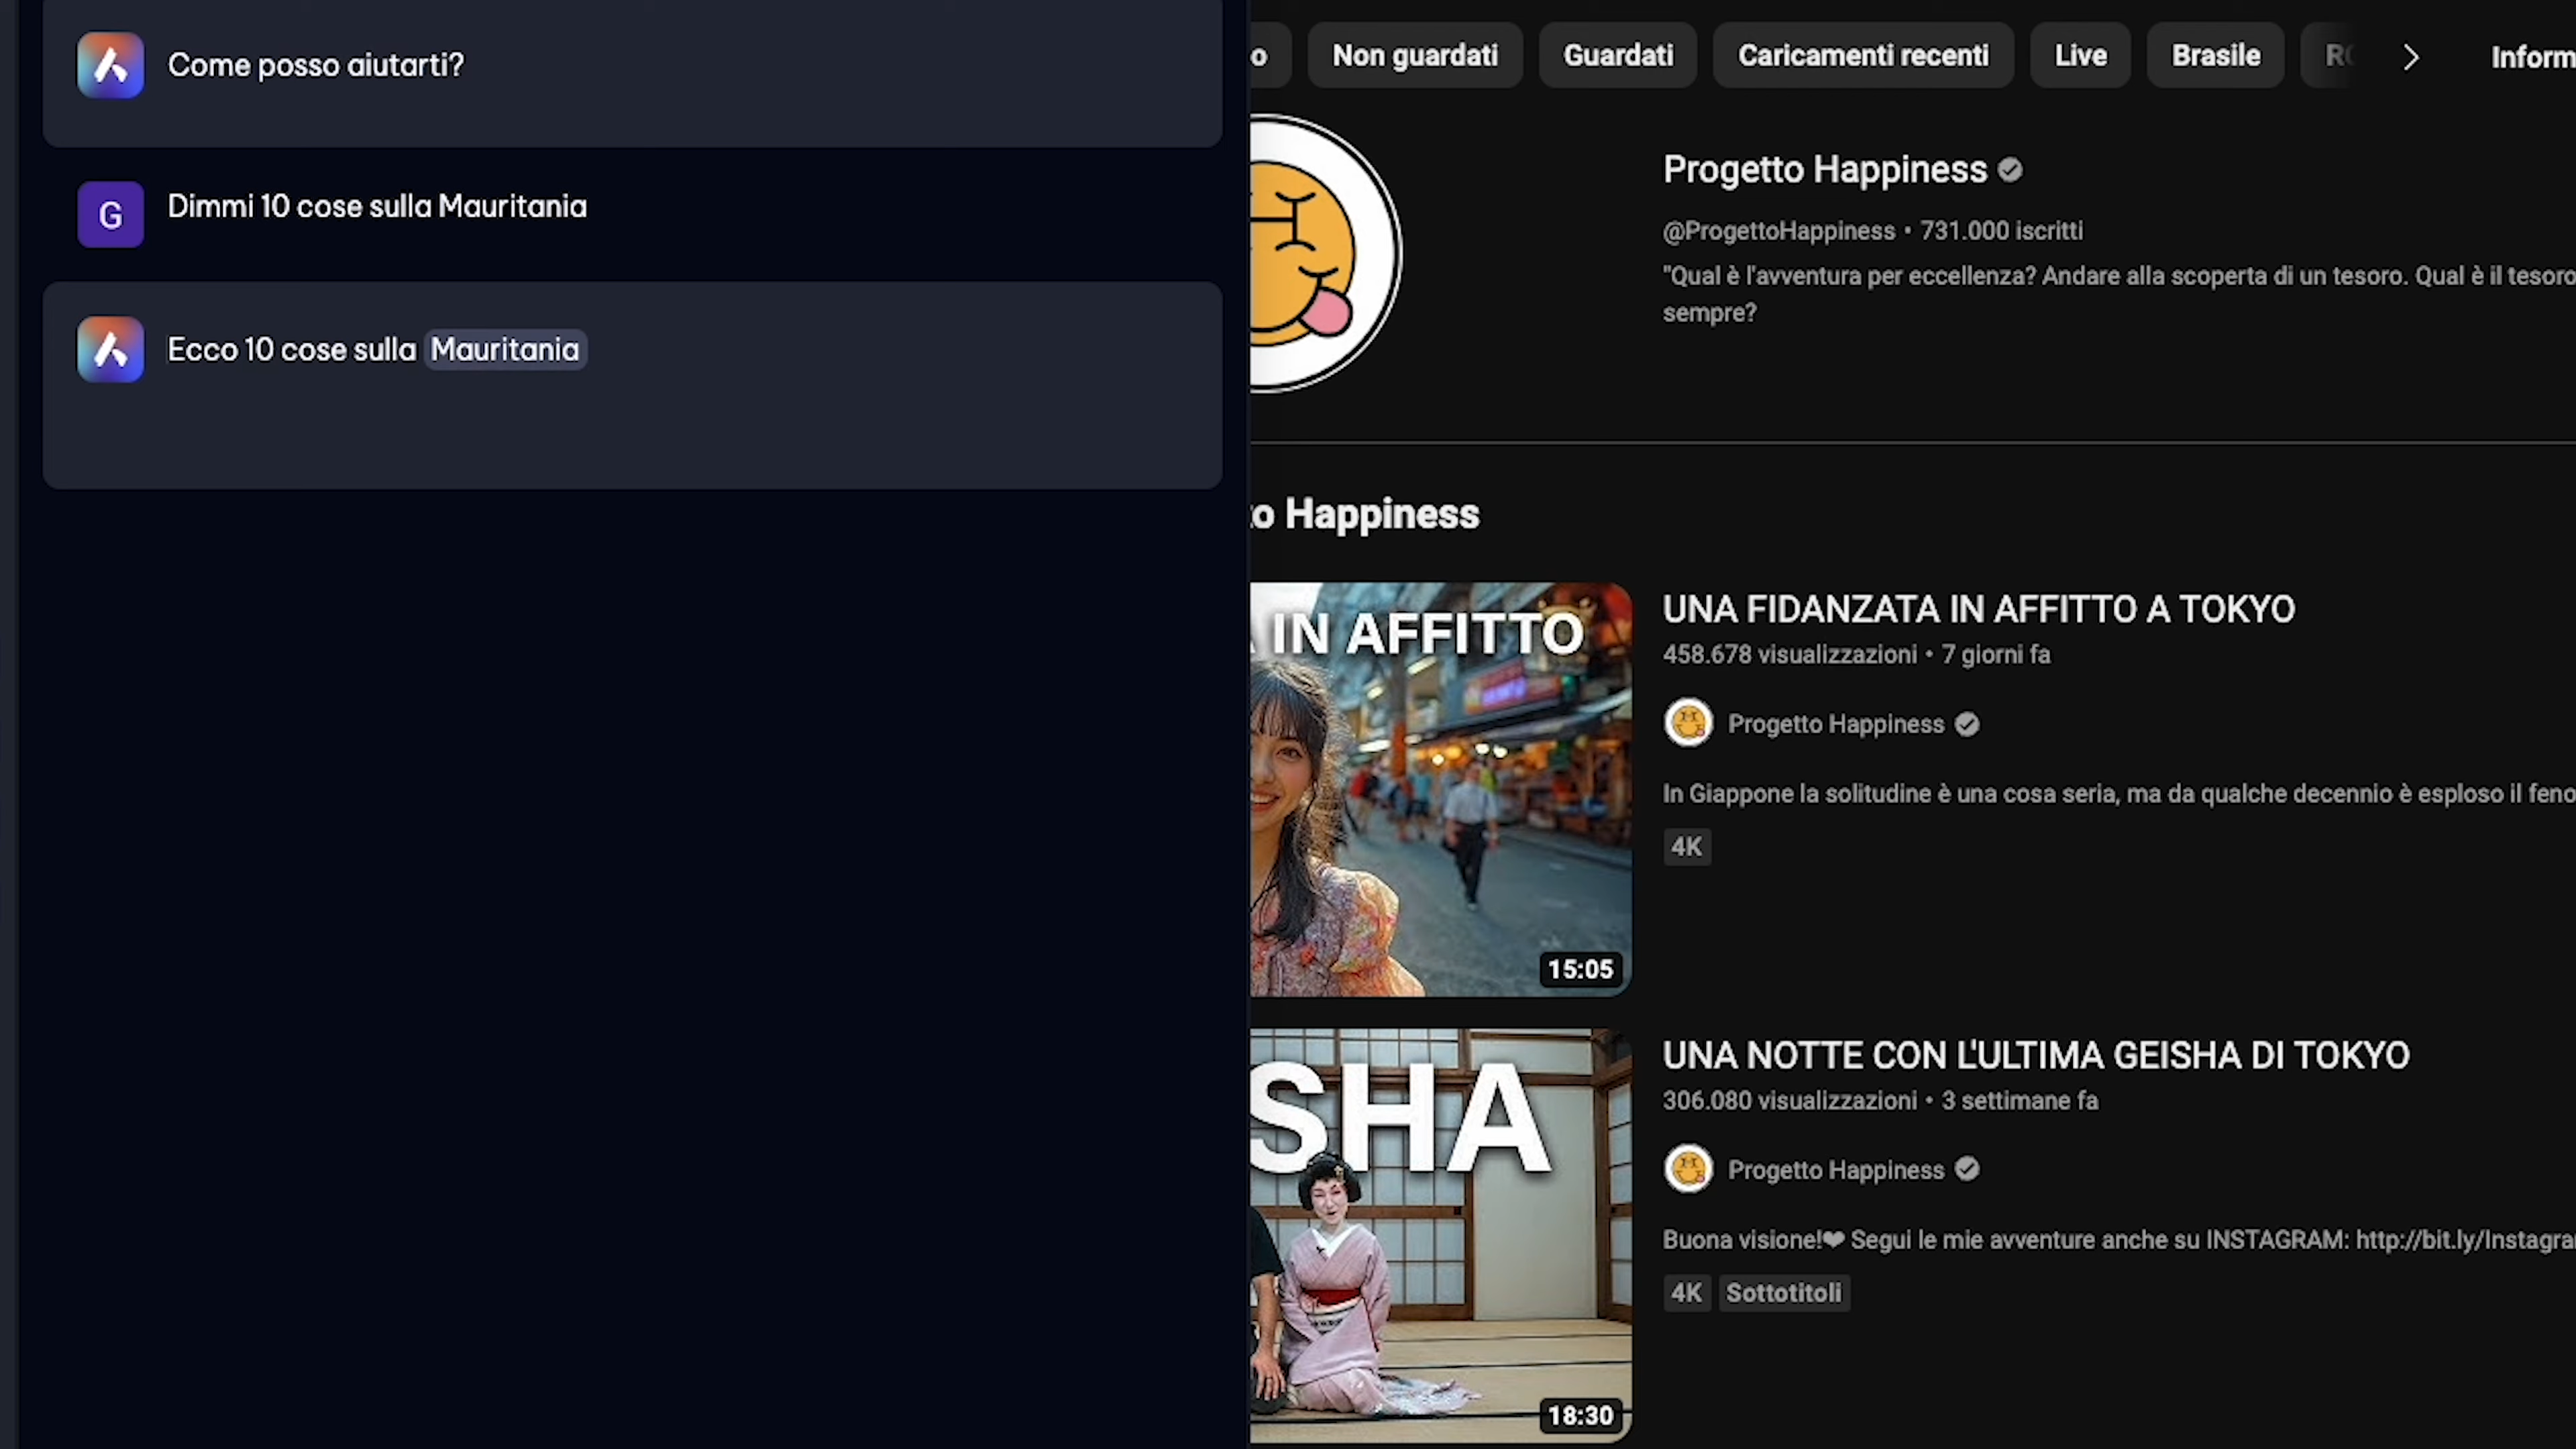 Come posso aiutarti?
G
Dimmi 10 cose sulla Mauritania
Ecco 10 cose sulla Mauritania
o
Non guardati
Guardati
Caricamenti recenti
Live
Brasile
Inform
Progetto Happiness
@ProgettoHappiness • 731.000 iscritti
"Qual è l'avventura per eccellenza? Andare alla scoperta di un tesoro. Qual è il tesoro
sempre?
to Happiness
A IN AFFITTO
15:05
UNA FIDANZATA IN AFFITTO A TOKYO
458.678 visualizzazioni • 7 giorni fa
Progetto Happiness
In Giappone la solitudine è una cosa seria, ma da qualche decennio è esploso il feno
4K
SHA
18:30
UNA NOTTE CON L'ULTIMA GEISHA DI TOKYO
306.080 visualizzazioni • 3 settimane fa
Progetto Happiness
Buona visione!❤ Segui le mie avventure anche su INSTAGRAM: http://bit.ly/Instagra
4K
Sottotitoli